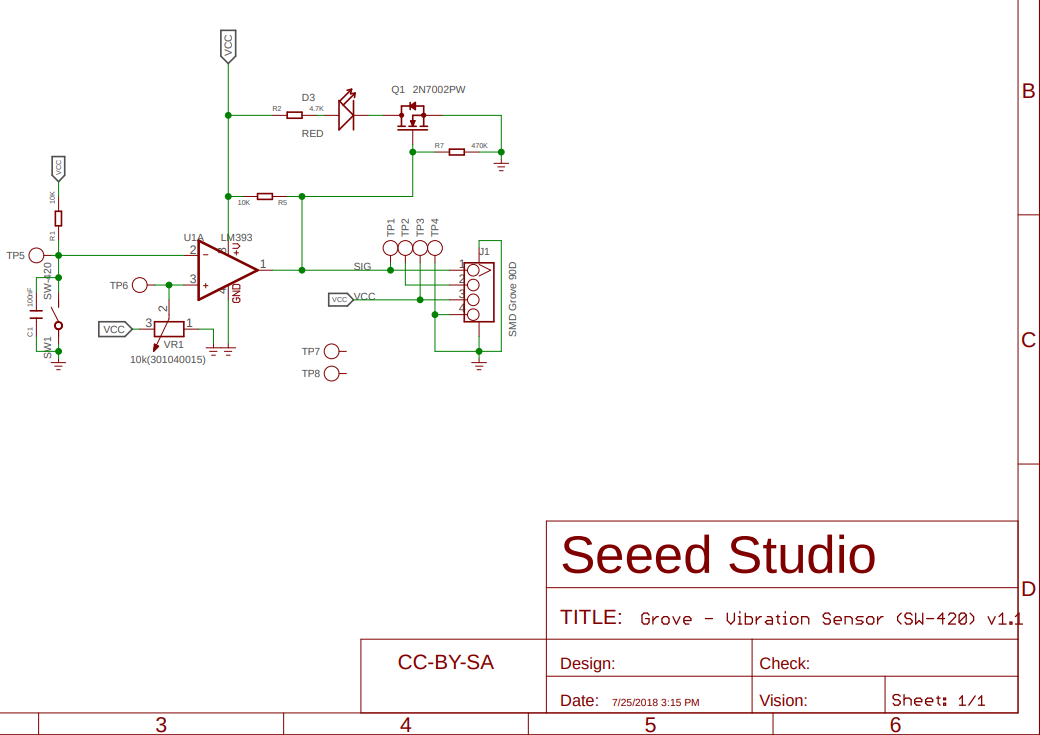 VCC
B
D3
Q1 2N7002PW
R2 4.7K
RED
R7 470K
VCC
10K
R1
10K R5
TP1
TP2
TP3
TP4
U1A LM393
TP5
2
8
+V
1
SIG
J1
1
2
3
4
SMD Grove 90D
SW-420
TP6
3
4
GND
VCC
VCC
100nF
C1
SW1
VCC
3
2
1
VR1
10k(301040015)
TP7
TP8
C
Seeed Studio
D
TITLE: Grove - Vibration Sensor (SW-420) v1.1
CC-BY-SA
Design:
Check:
Date: 7/25/2018 3:15 PM
Vision:
Sheet: 1/1
3
4
5
6